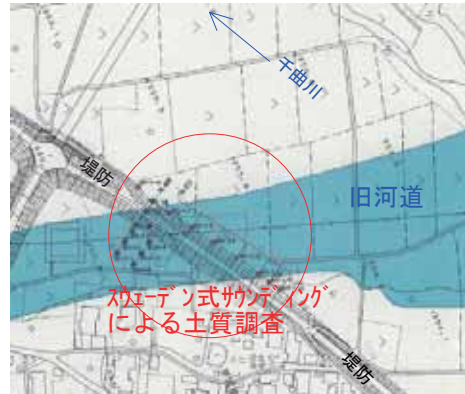 千曲川
堤防
旧河道
スウェーデン式サウンディング
による土質調査
堤防